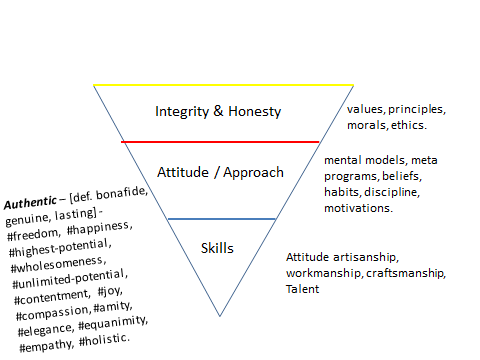 Integrity & Honesty
values, principles,
morals, ethics.
Attitude / Approach
mental models, meta
programs, beliefs,
habits, discipline,
motivations.
Skills
Attitude artisanship,
workmanship, craftsmanship,
Talent
Authentic – [def. bonafide,
genuine, lasting] -
#freedom, #happiness,
#highest-potential,
#wholesomeness,
#unlimited-potential,
#contentment, #joy,
#compassion, #amity,
#elegance, #equanimity,
#empathy, #holistic.